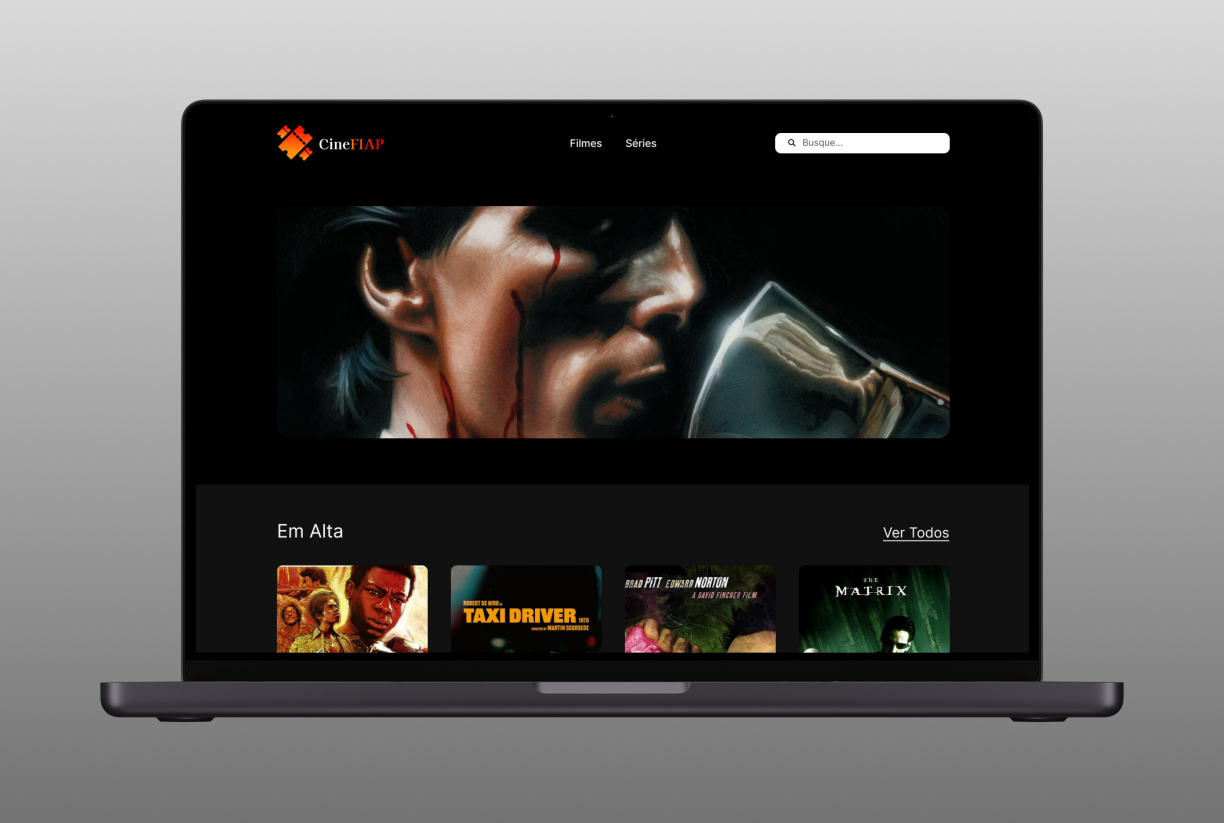 CineFIAP
Filmes
Séries
Busque...
Em Alta
Ver Todos
ROBERT DE NIRO in
TAXI DRIVER 1976
DIRECTED BY MARTIN SCORSESE
BRAD PITT EDWARD NORTON
A DAVID FINCHER FILM
THE
MATRIX